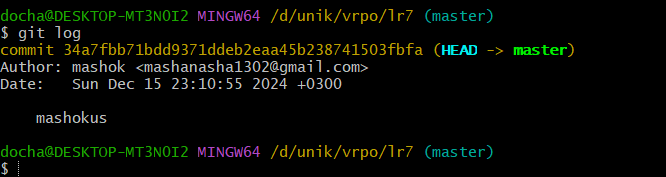 docha@DESKTOP-MT3N0I2 MINGW64 /d/unik/vrpo/lr7 (master)
$ git log
commit 34a7fbb71bdd9371ddeb2eaa45b238741503fbfa (HEAD -> master)
Author: mashok <mashanasha1302@gmail.com>
Date:   Sun Dec 15 23:10:55 2024 +0300
    mashokus
docha@DESKTOP-MT3N0I2 MINGW64 /d/unik/vrpo/lr7 (master)
$